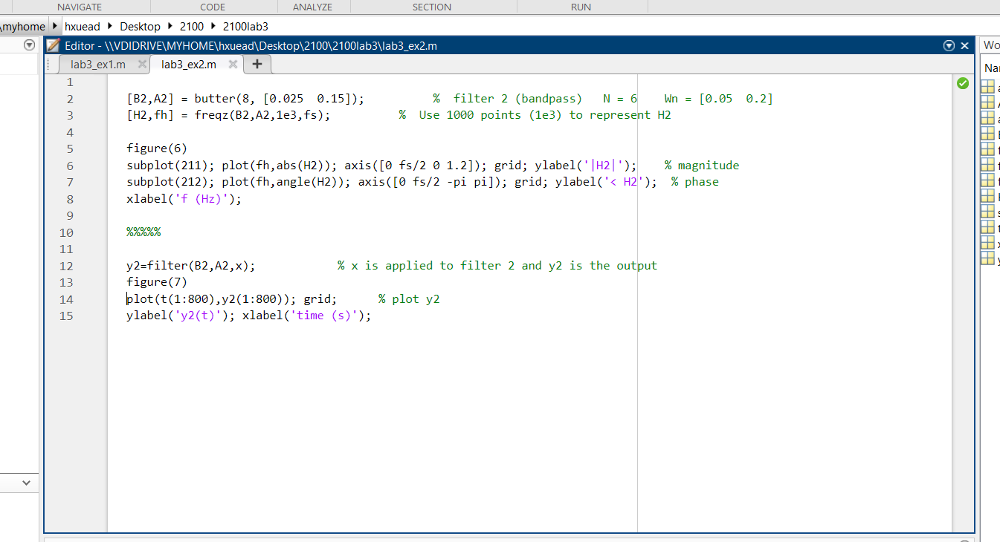 NAVIGATE CODE ANALYZE SECTION RUN
\myhome hxuead Desktop 2100 2100lab3
Editor - \\VDIDRIVE\MYHOME\hxuead\Desktop\2100\2100lab3\lab3_ex2.m
lab3_ex1.m lab3_ex2.m
1
2 [B2,A2] = butter(8, [0.025  0.15]); %  filter 2 (bandpass)   N = 6    Wn = [0.05  0.2]
3 [H2,fh] = freqz(B2,A2,1e3,fs); %  Use 1000 points (1e3) to represent H2
4
5 figure(6)
6 subplot(211); plot(fh,abs(H2)); axis([0 fs/2 0 1.2]); grid; ylabel('|H2|'); % magnitude
7 subplot(212); plot(fh,angle(H2)); axis([0 fs/2 -pi pi]); grid; ylabel('< H2'); % phase
8 xlabel('f (Hz)');
9
10 %%%%%
11
12 y2=filter(B2,A2,x); % x is applied to filter 2 and y2 is the output
13 figure(7)
14 plot(t(1:800),y2(1:800)); grid; % plot y2
15 ylabel('y2(t)'); xlabel('time (s)');